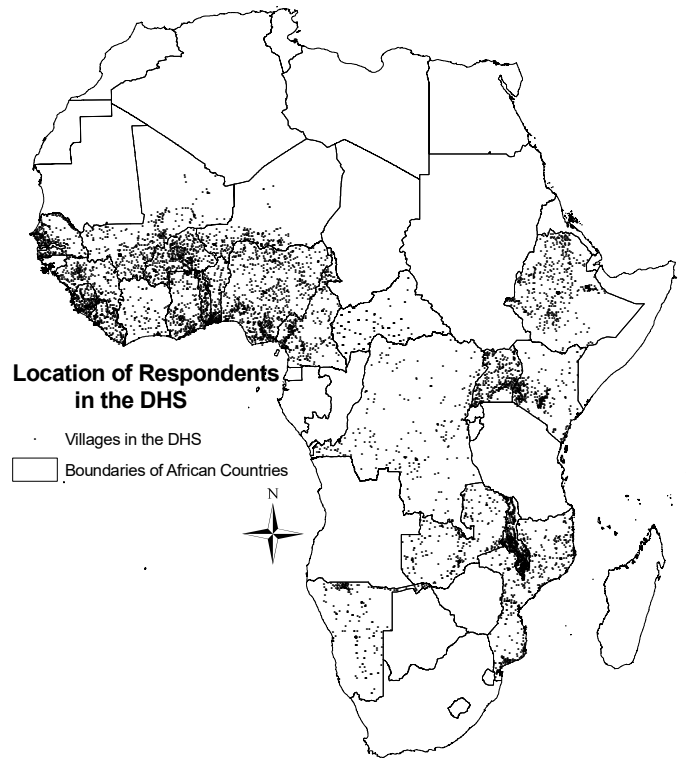 Location of Respondents
in the DHS
Villages in the DHS
Boundaries of African Countries
N